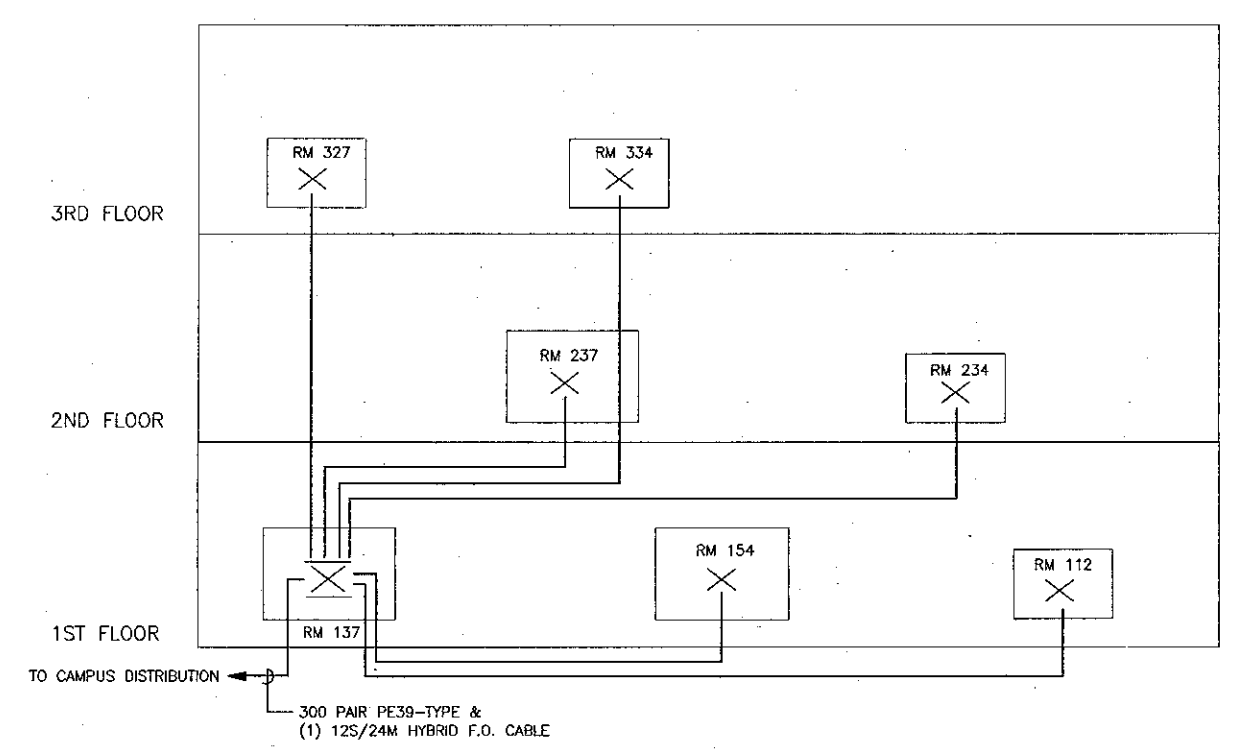 RM 327
RM 334
3RD FLOOR
RM 237
RM 234
2ND FLOOR
RM 154
RM 112
1ST FLOOR
RM 137
TO CAMPUS DISTRIBUTION
300 PAIR PE39-TYPE &
(1) 12S/24M HYBRID F.O. CABLE